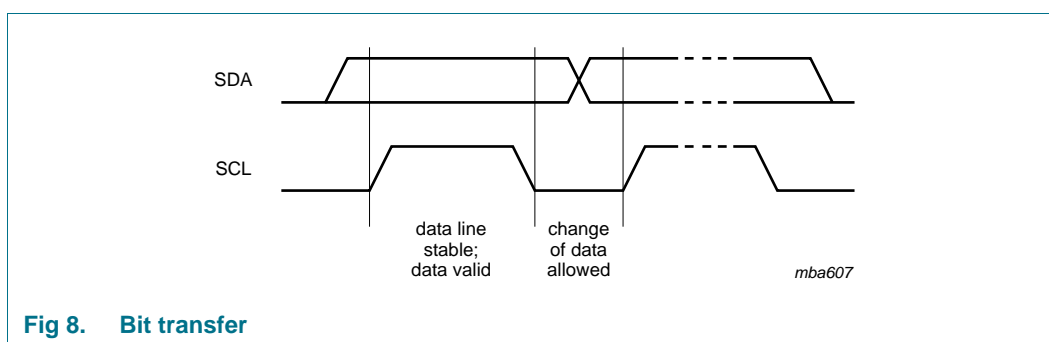 SDA
SCL
data line
stable;
data valid
change
of data
allowed
mba607
Fig 8. Bit transfer